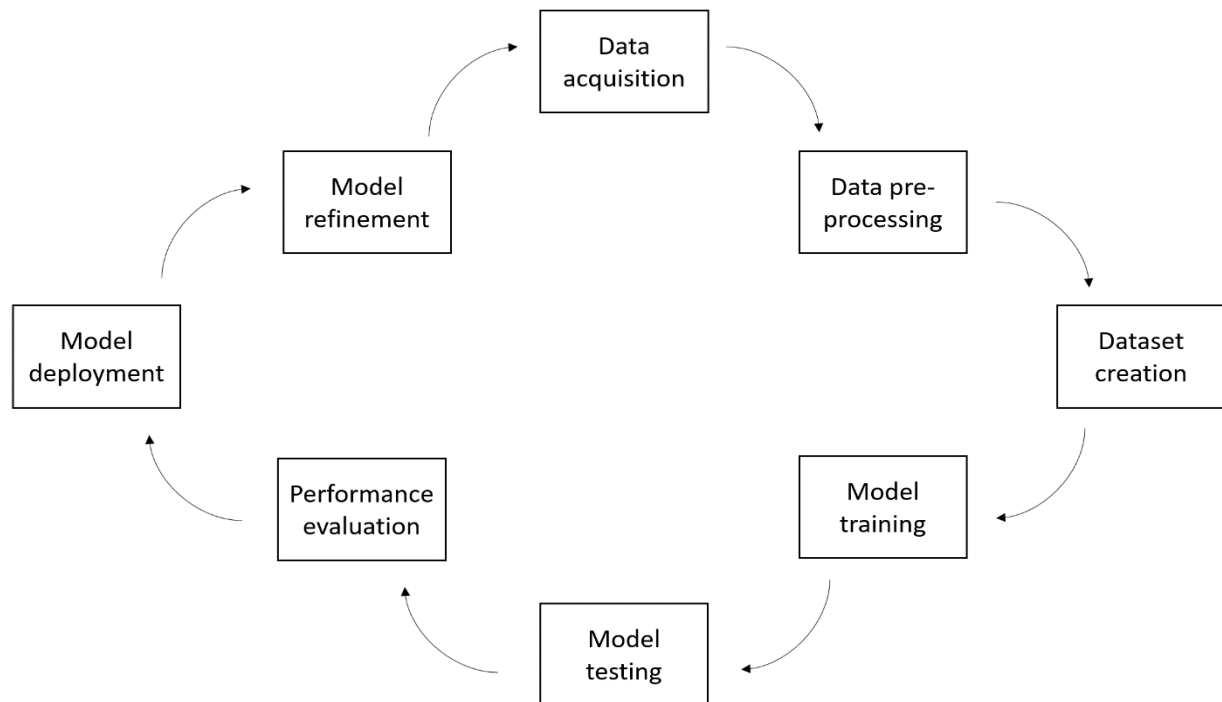 Data
acquisition
Data pre-
processing
Dataset
creation
Model
training
Model
testing
Performance
evaluation
Model
deployment
Model
refinement